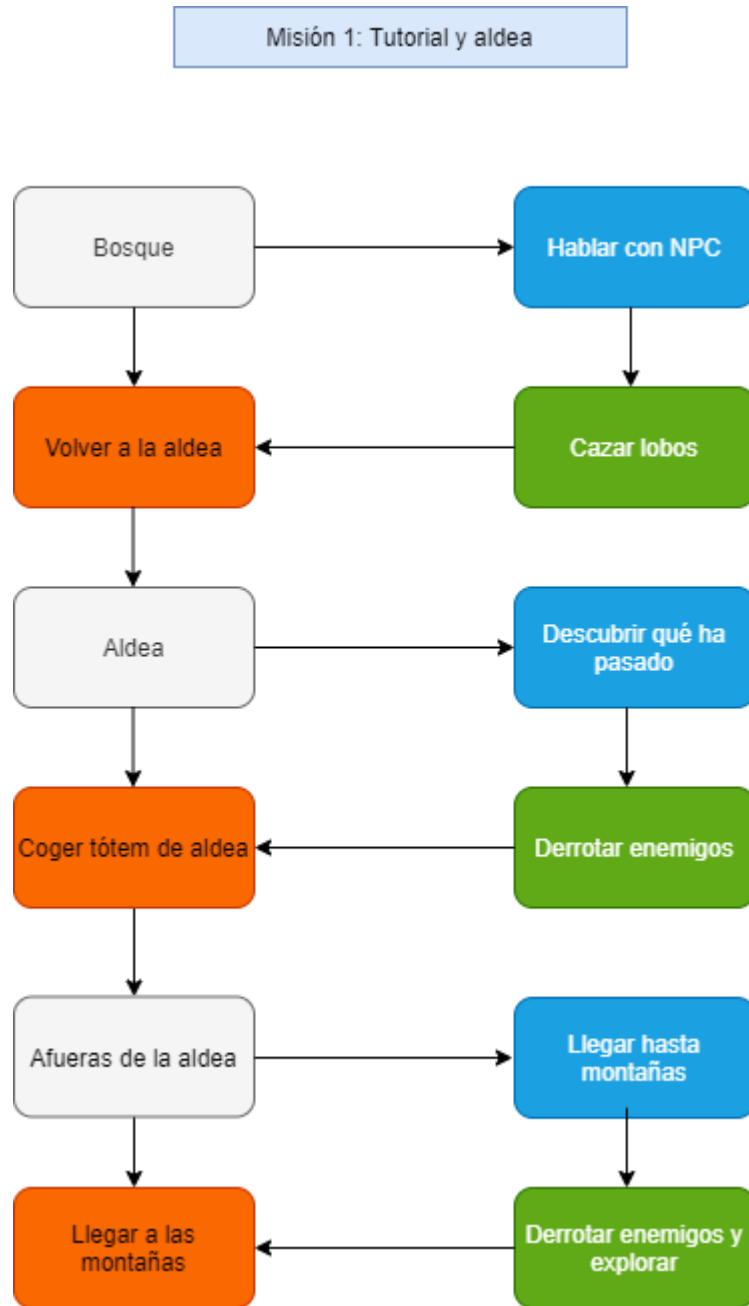 Misión 1: Tutorial y aldea
Bosque
Hablar con NPC
Volver a la aldea
Cazar lobos
Aldea
Descubrir qué ha
pasado
Coger tótem de aldea
Derrotar enemigos
Afueras de la aldea
Llegar hasta
montañas
Llegar a las
montañas
Derrotar enemigos y
explorar